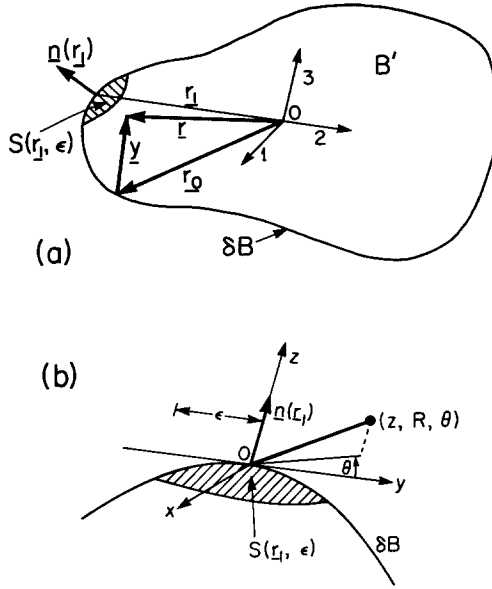 n(r₁)
3
B'
r₁
O
S(r₁, ϵ)
r
2
y
1
r₀
(a)
δB
(b)
z
ϵ
n(r₁)
(z, R, θ)
O
θ
y
x
S(r₁, ϵ)
δB